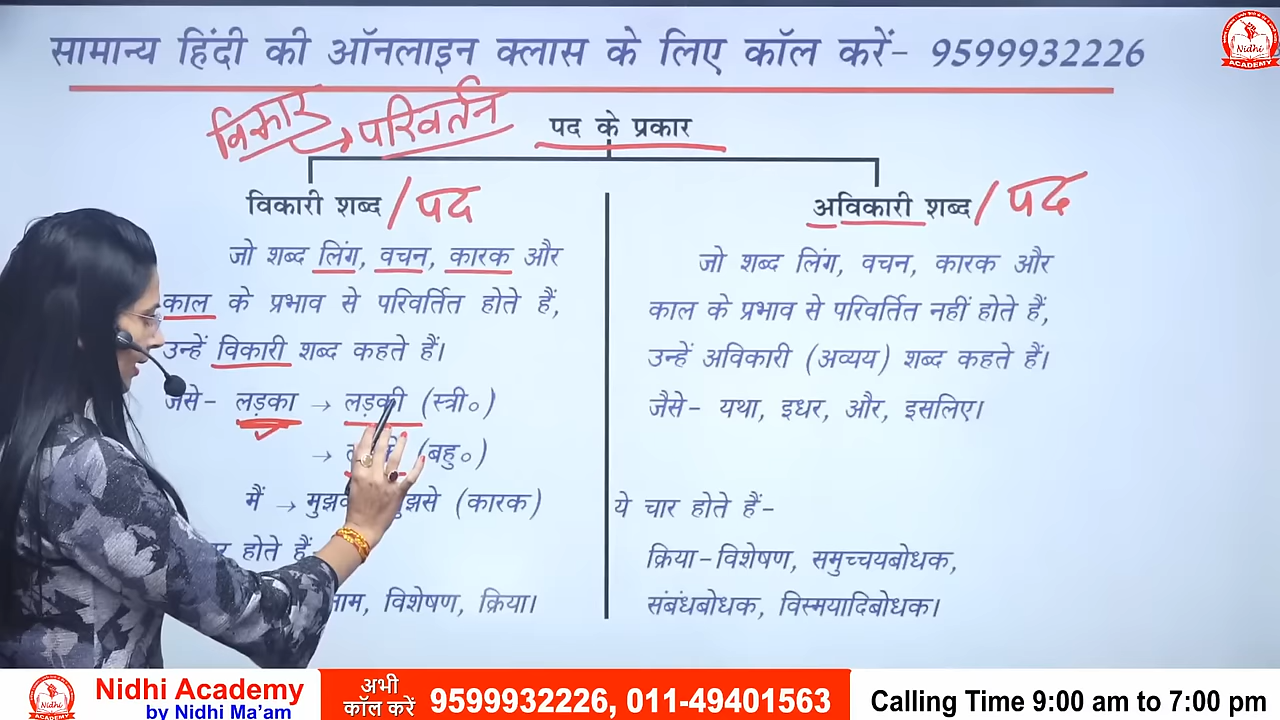 सामान्य हिंदी की ऑनलाइन क्लास के लिए कॉल करें- 9599932226
Nidhi
ACADEMY
विकार → परिवर्तन
पद के प्रकार
विकारी शब्द / पद
जो शब्द लिंग, वचन, कारक और
काल के प्रभाव से परिवर्तित होते हैं,
उन्हें विकारी शब्द कहते हैं।
जैसे- लड़का → लड़की (स्त्री०)
→ (बहु०)
मैं → मुझसे (कारक)
होते हैं
विशेषण, क्रिया।
अविकारी शब्द / पद
जो शब्द लिंग, वचन, कारक और
काल के प्रभाव से परिवर्तित नहीं होते हैं,
उन्हें अविकारी (अव्यय) शब्द कहते हैं।
जैसे- यथा, इधर, और, इसलिए।
ये चार होते हैं-
क्रिया-विशेषण, समुच्चयबोधक,
संबंधबोधक, विस्मयादिबोधक।
Nidhi
ACADEMY
Nidhi Academy
by Nidhi Ma'am
अभी
कॉल करें
9599932226, 011-49401563
Calling Time 9:00 am to 7:00 pm